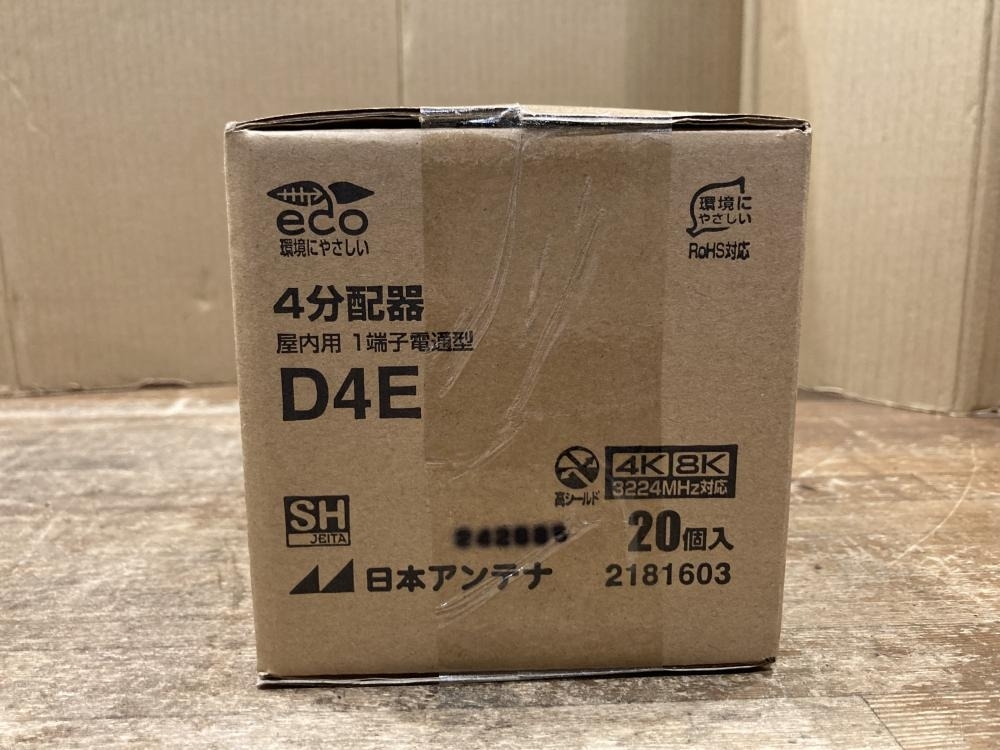 eco
環境にやさしい
環境に
やさしい
RoHS対応
4分配器
屋内用 1端子電通型
D4E
高シールド
4K 8K
3224MHz対応
SH
JEITA
20個入
日本アンテナ
2181603